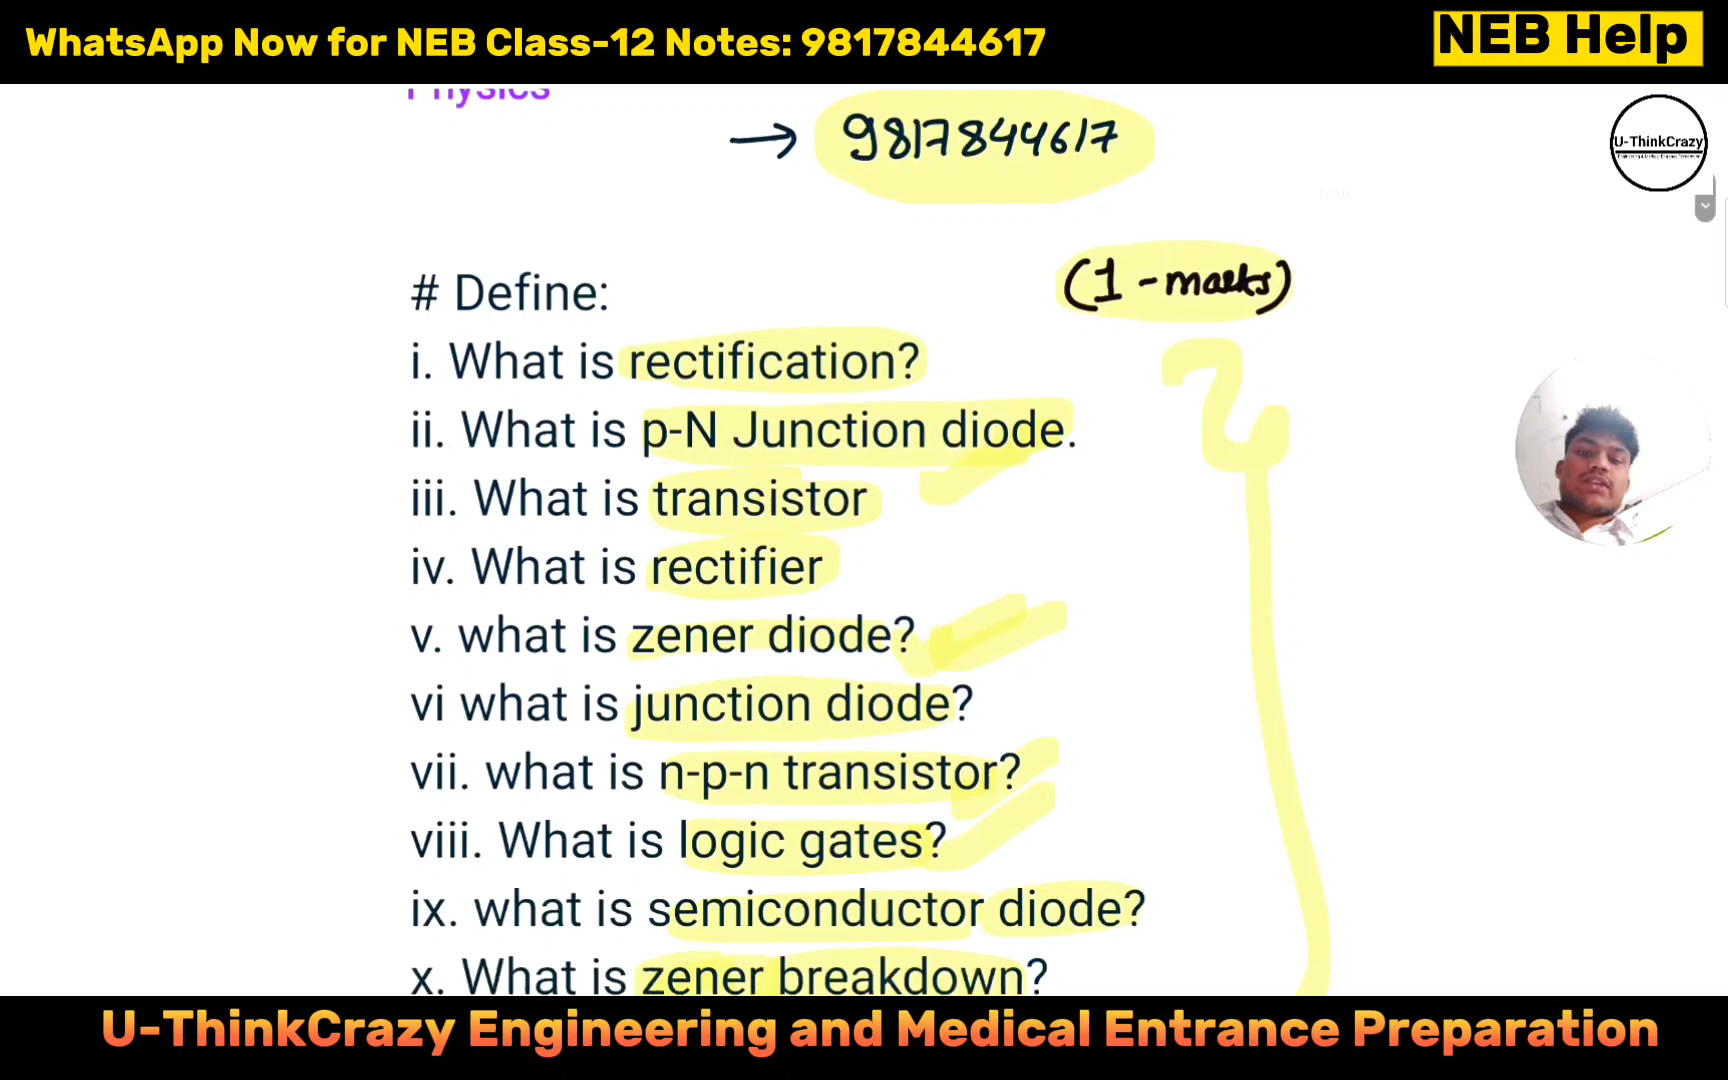 WhatsApp Now for NEB Class-12 Notes: 9817844617
NEB Help
Physics
→ 9817844617
U-ThinkCrazy
(1 - marks)
# Define:
i. What is rectification?
ii. What is p-N Junction diode.
iii. What is transistor
iv. What is rectifier
v. what is zener diode?
vi what is junction diode?
vii. what is n-p-n transistor?
viii. What is logic gates?
ix. what is semiconductor diode?
x. What is zener breakdown?
U-ThinkCrazy Engineering and Medical Entrance Preparation